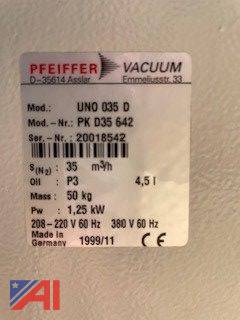 PFEIFFER VACUUM
D-35614 Asslar Emmeliusstr. 33
Mod.: UNO 035 D
Mod.-Nr.: PK D35 642
Ser.-Nr.: 20018542
S(N2): 35 m³/h
Oil: P3 4,5 l
Mass: 50 kg
Pw: 1,25 kW
208-220 V 60 Hz 380 V 60 Hz
Made in
Germany 1999/11 CE
AI